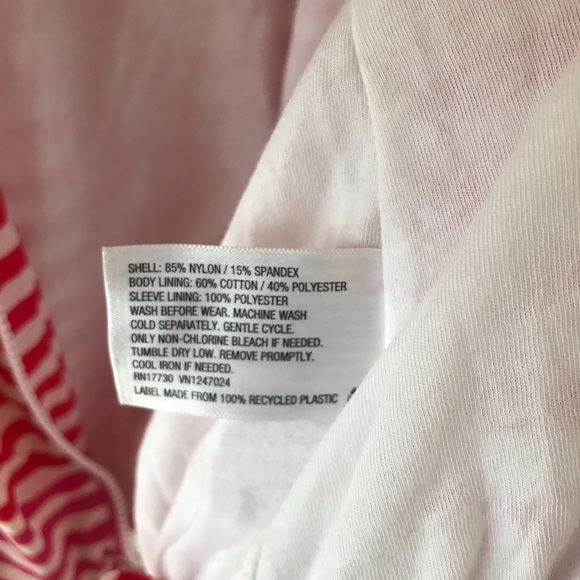 SHELL: 85% NYLON / 15% SPANDEX
BODY LINING: 60% COTTON / 40% POLYESTER
SLEEVE LINING: 100% POLYESTER
WASH BEFORE WEAR. MACHINE WASH
COLD SEPARATELY. GENTLE CYCLE.
ONLY NON-CHLORINE BLEACH IF NEEDED.
TUMBLE DRY LOW. REMOVE PROMPTLY.
COOL IRON IF NEEDED.
RN17730 VN1247024
LABEL MADE FROM 100% RECYCLED PLASTIC